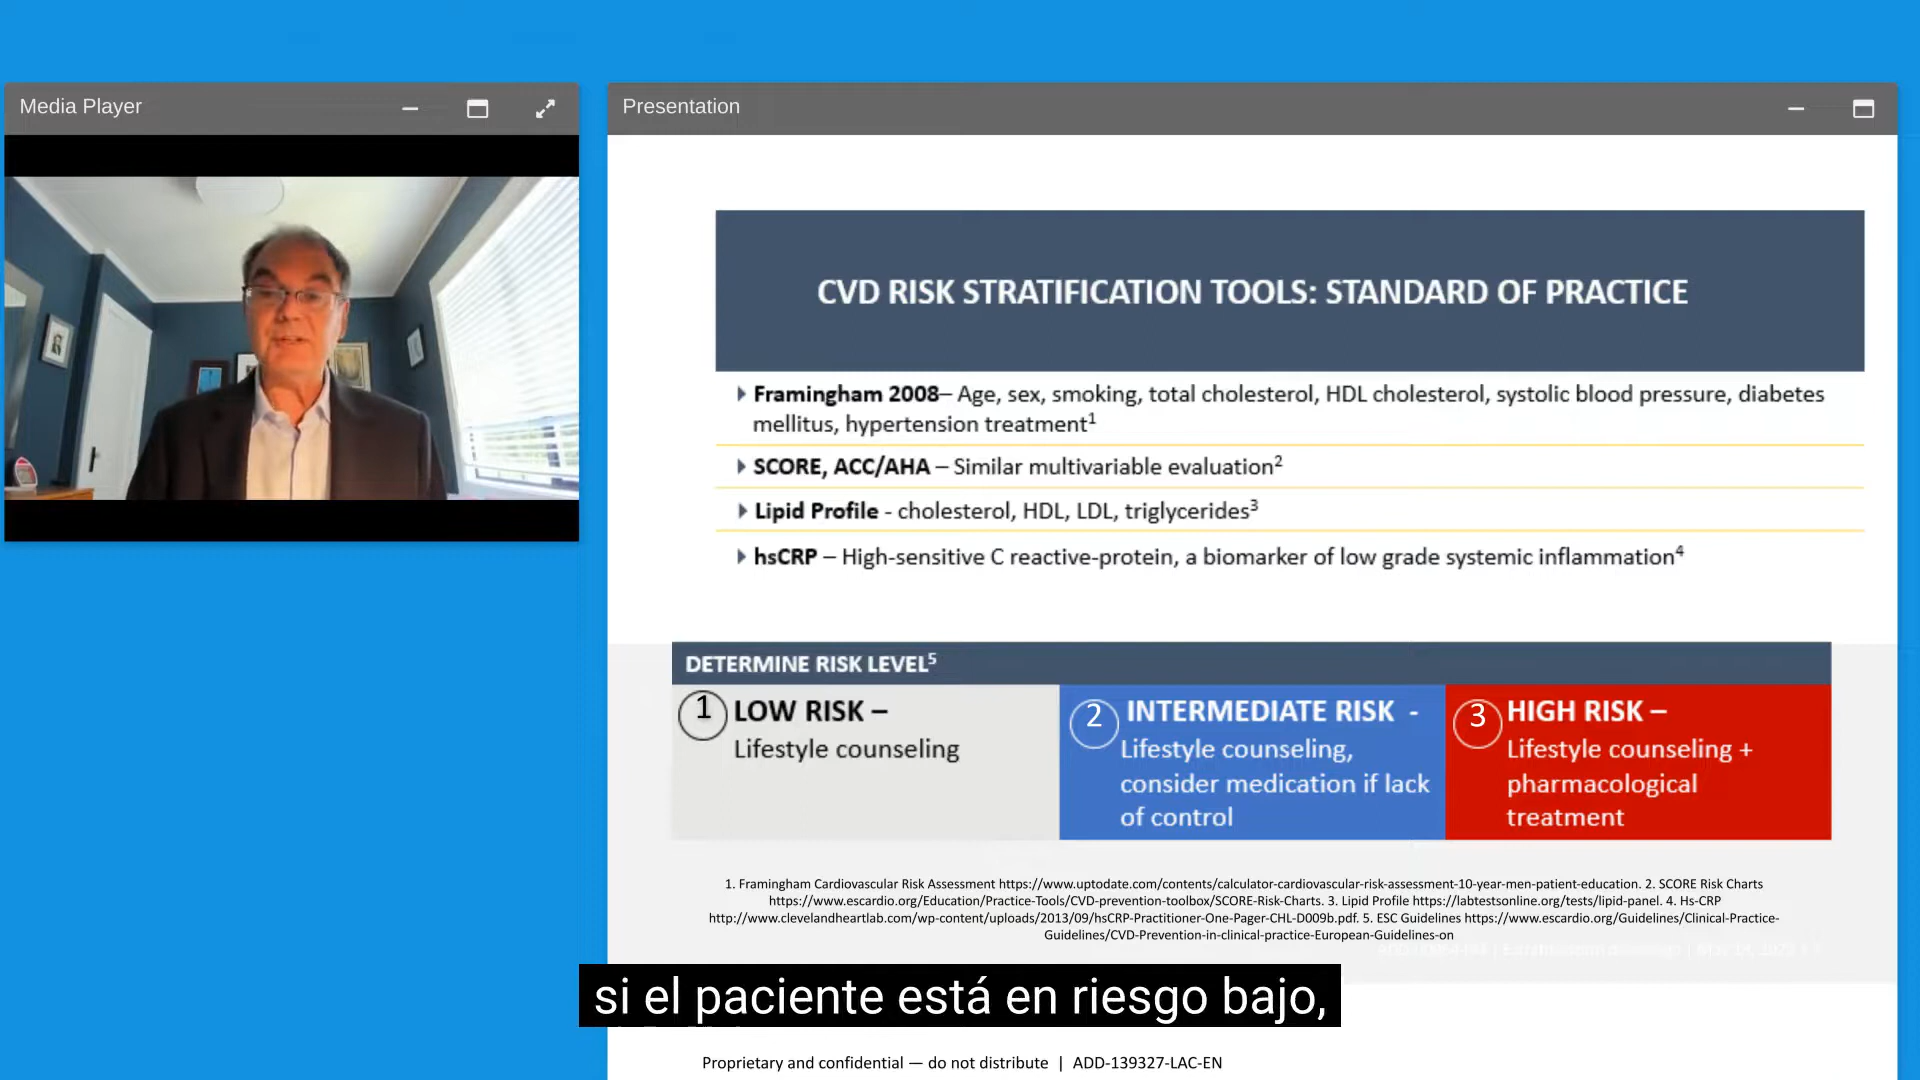 Media Player
Presentation
CVD RISK STRATIFICATION TOOLS: STANDARD OF PRACTICE
Framingham 2008– Age, sex, smoking, total cholesterol, HDL cholesterol, systolic blood pressure, diabetes
mellitus, hypertension treatment¹
SCORE, ACC/AHA – Similar multivariable evaluation²
Lipid Profile - cholesterol, HDL, LDL, triglycerides³
hsCRP – High-sensitive C reactive-protein, a biomarker of low grade systemic inflammation⁴
DETERMINE RISK LEVEL⁵
1 LOW RISK –
Lifestyle counseling
2 INTERMEDIATE RISK -
Lifestyle counseling,
consider medication if lack
of control
3 HIGH RISK –
Lifestyle counseling +
pharmacological
treatment
1. Framingham Cardiovascular Risk Assessment https://www.uptodate.com/contents/calculator-cardiovascular-risk-assessment-10-year-men-patient-education. 2. SCORE Risk Charts
https://www.escardio.org/Education/Practice-Tools/CVD-prevention-toolbox/SCORE-Risk-Charts. 3. Lipid Profile https://labtestsonline.org/tests/lipid-panel. 4. Hs-CRP
http://www.clevelandheartlab.com/wp-content/uploads/2013/09/hsCRP-Practitioner-One-Pager-CHL-D009b.pdf. 5. ESC Guidelines https://www.escardio.org/Guidelines/Clinical-Practice-
Guidelines/CVD-Prevention-in-clinical-practice-European-Guidelines-on
si el paciente está en riesgo bajo,
Proprietary and confidential — do not distribute | ADD-139327-LAC-EN